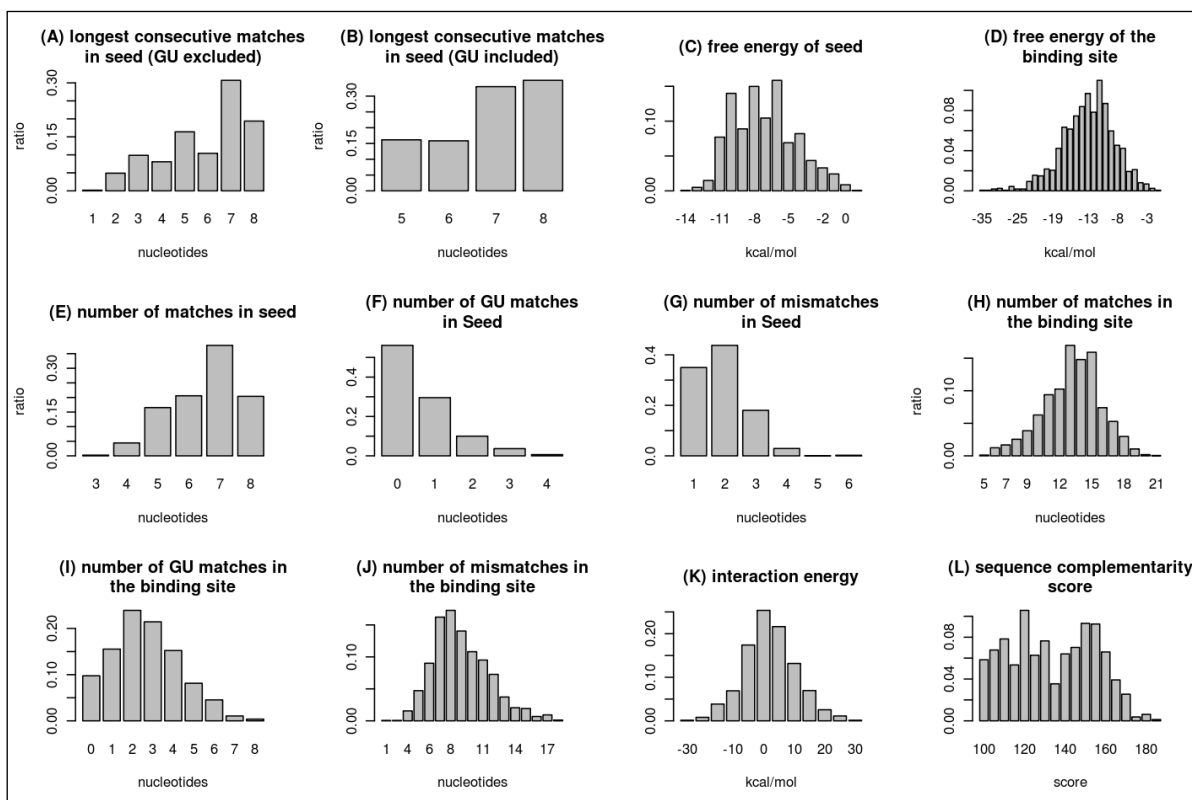 (A) longest consecutive matches
in seed (GU excluded)
ratio
0.00 0.15 0.30
1 2 3 4 5 6 7 8
nucleotides
(B) longest consecutive matches
in seed (GU included)
ratio
0.00 0.15 0.30
5 6 7 8
nucleotides
(C) free energy of seed
0.00 0.10
-14 -11 -8 -5 -2 0
kcal/mol
(D) free energy of the
binding site
0.00 0.04 0.08
-35 -25 -19 -13 -8 -3
kcal/mol
(E) number of matches in seed
ratio
0.00 0.15 0.30
3 4 5 6 7 8
nucleotides
(F) number of GU matches
in Seed
0.0 0.2 0.4
0 1 2 3 4
nucleotides
(G) number of mismatches
in Seed
0.0 0.2 0.4
1 2 3 4 5 6
nucleotides
(H) number of matches in
the binding site
ratio
0.00 0.10
5 7 9 12 15 18 21
nucleotides
(I) number of GU matches in
the binding site
0.00 0.10 0.20
0 1 2 3 4 5 6 7 8
nucleotides
(J) number of mismatches in
the binding site
0.00 0.10
1 4 6 8 11 14 17
nucleotides
(K) interaction energy
0.00 0.10 0.20
-30 -10 0 10 20 30
kcal/mol
(L) sequence complementarity
score
0.00 0.04 0.08
100 120 140 160 180
score